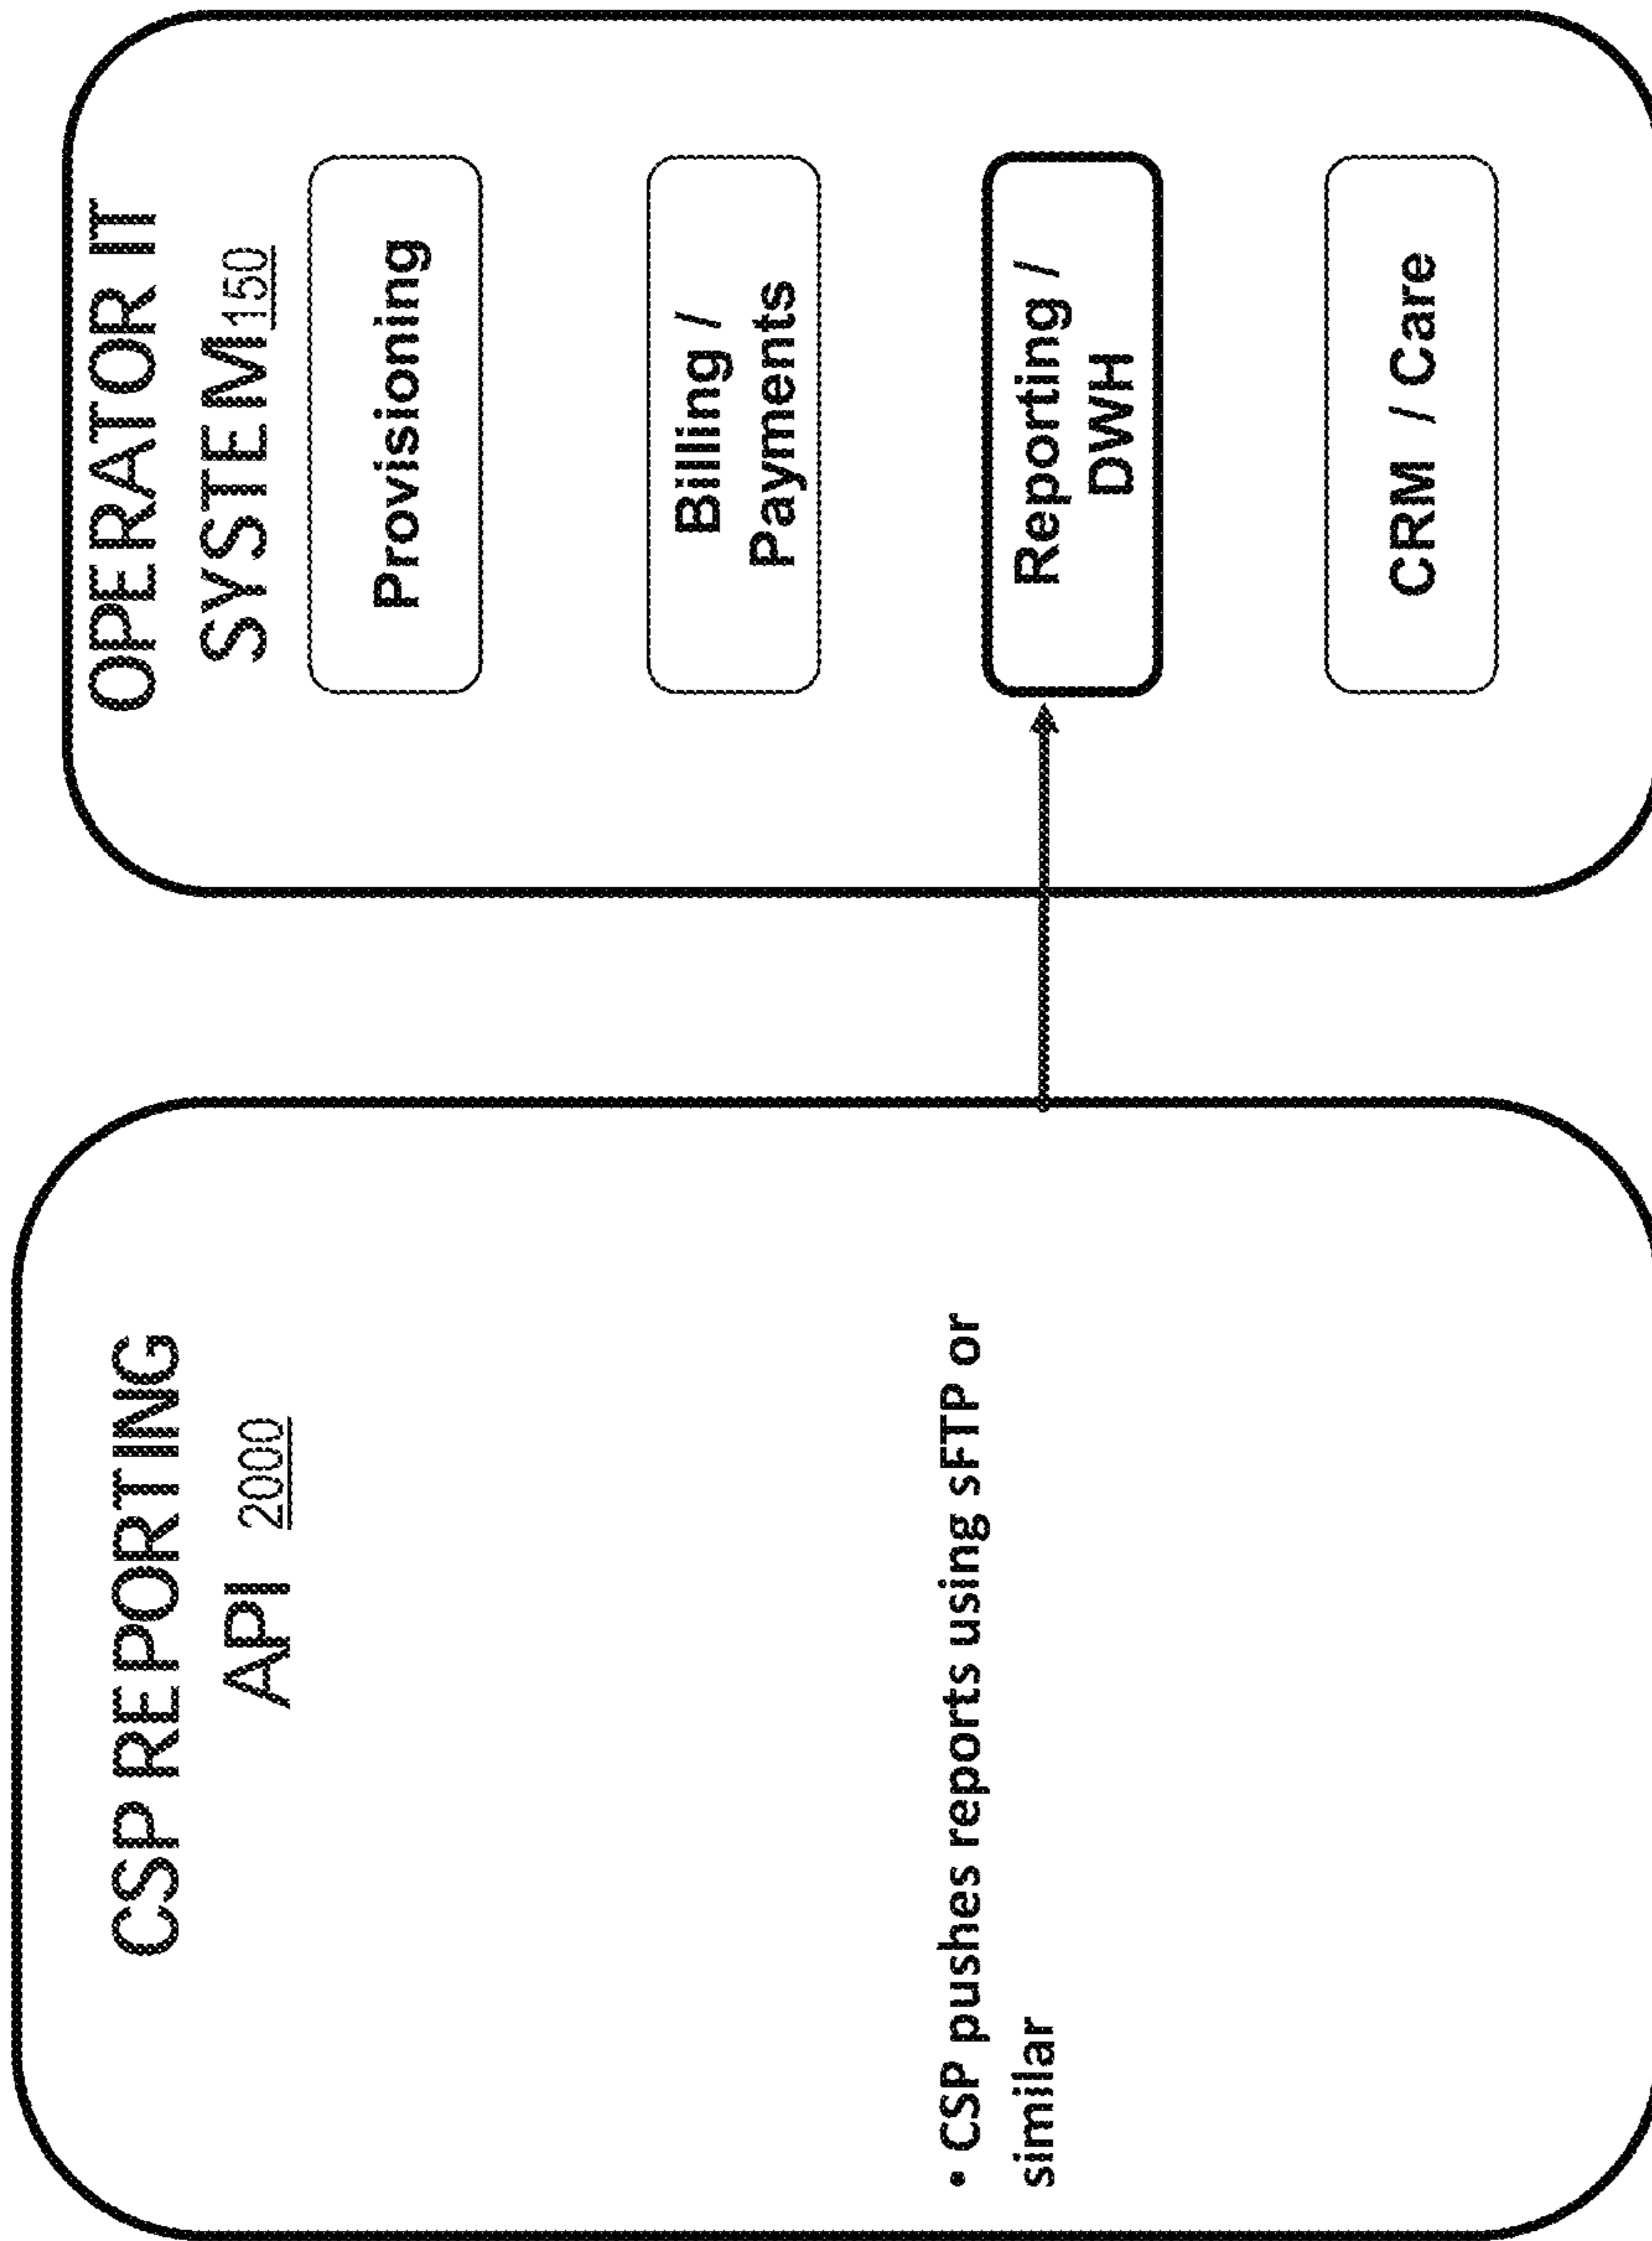 CSP REPORTING
API 2000
• CSP pushes reports using sFTP or
similar
OPERATOR IT
SYSTEM 150
Provisioning
Billing /
Payments
Reporting /
DWH
CRM / Care